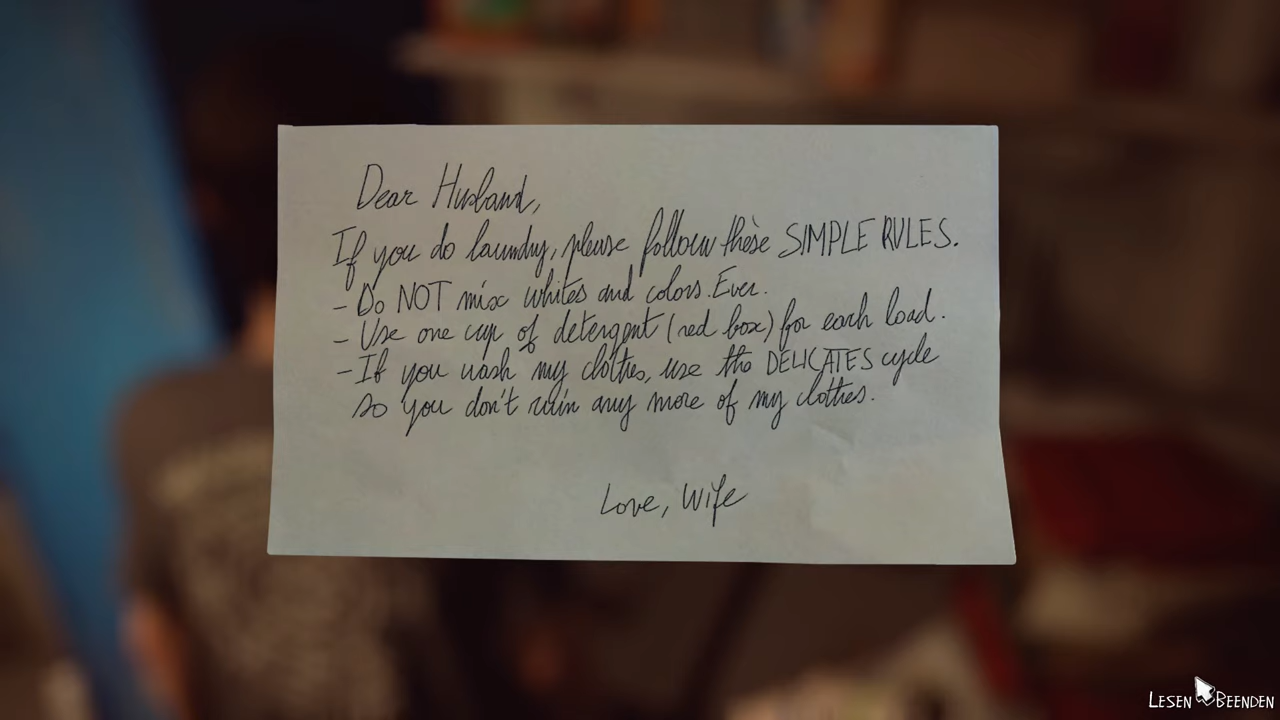 Dear Husband,
If you do laundry, please follow these SIMPLE RULES.
- Do NOT mix whites and colors. Ever.
- Use one cup of detergent (red box) for each load.
- If you wash my clothes, use the DELICATES cycle
so you don't ruin any more of my clothes.
Love, Wife
LESEN BEENDEN